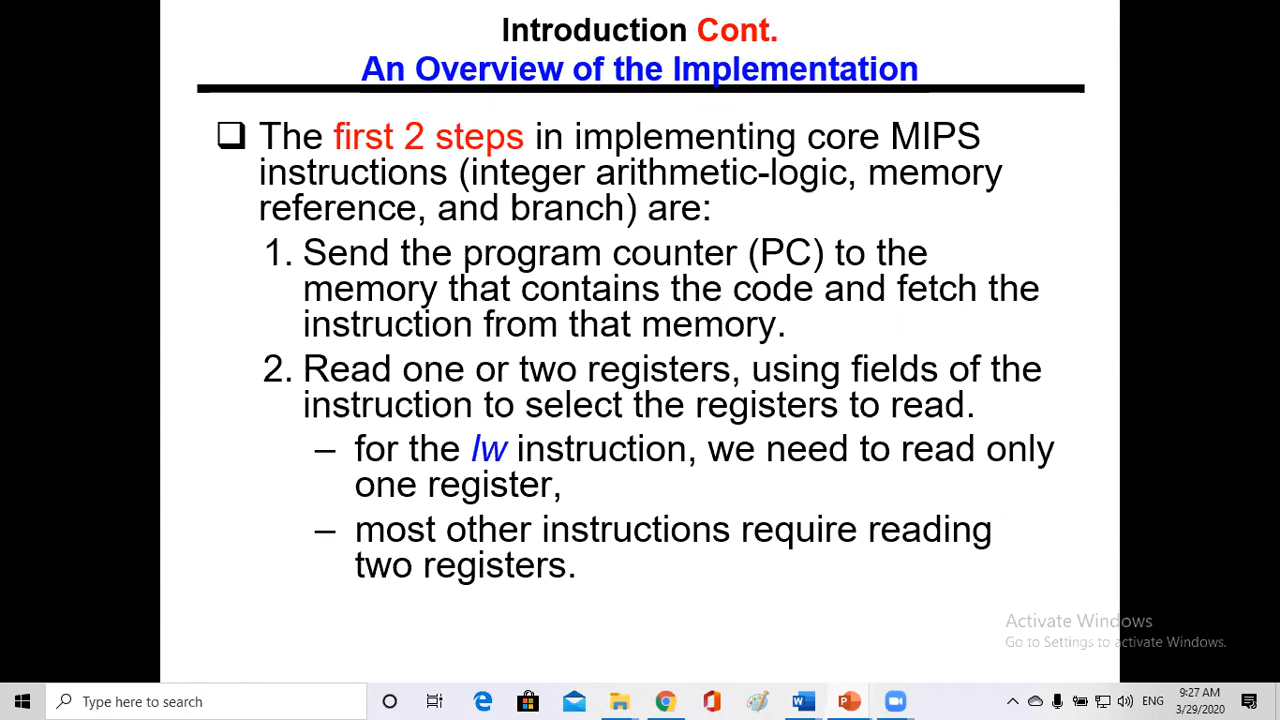 Introduction Cont.
An Overview of the Implementation
The first 2 steps in implementing core MIPS
instructions (integer arithmetic-logic, memory
reference, and branch) are:
1. Send the program counter (PC) to the
memory that contains the code and fetch the
instruction from that memory.
2. Read one or two registers, using fields of the
instruction to select the registers to read.
– for the lw instruction, we need to read only
one register,
– most other instructions require reading
two registers.
Activate Windows
Go to Settings to activate Windows.
Type here to search
ENG
9:27 AM
3/29/2020